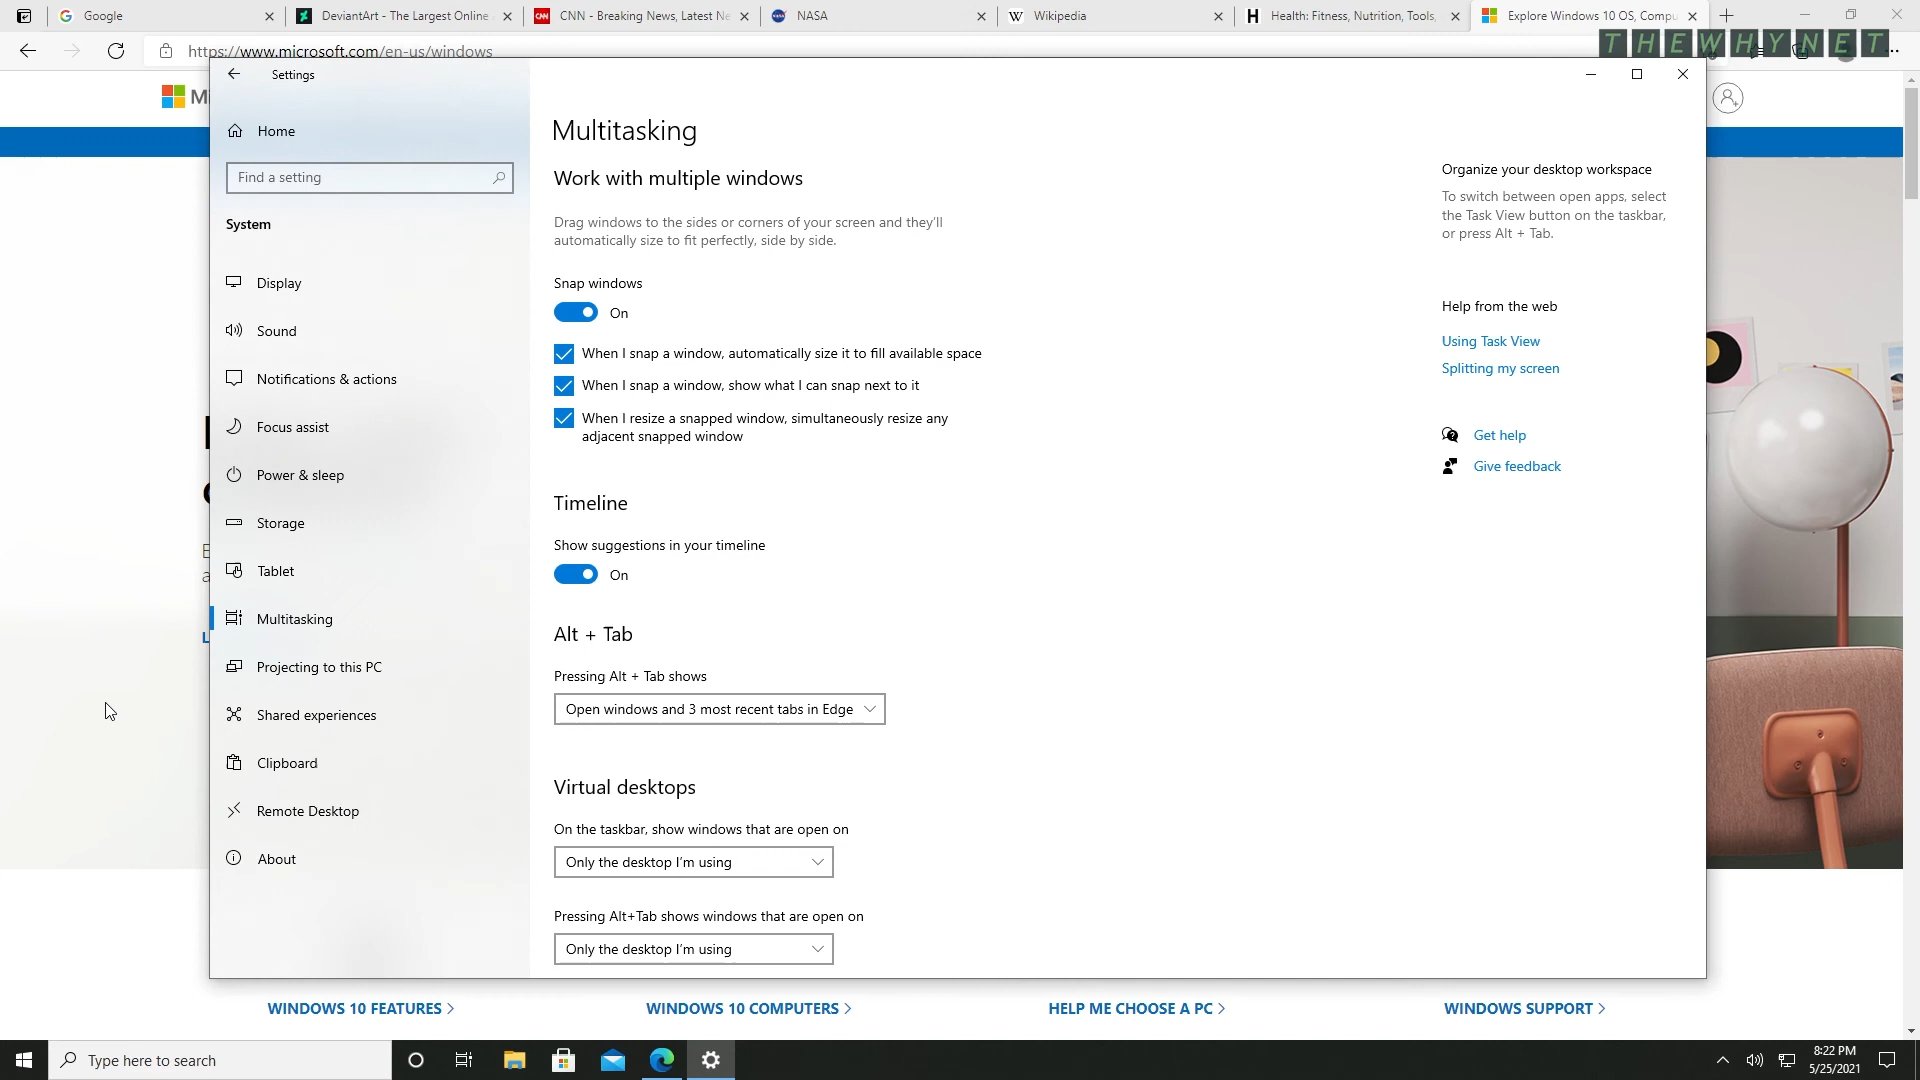 Google
DeviantArt - The Largest Online
CNN - Breaking News, Latest Ne
NASA
Wikipedia
Health: Fitness, Nutrition, Tools,
Explore Windows 10 OS, Compu
https://www.microsoft.com/en-us/windows
THEWHYNET
Mi
Settings
Home
Find a setting
System
Display
Sound
Notifications & actions
Focus assist
Power & sleep
Storage
Tablet
Multitasking
Projecting to this PC
Shared experiences
Clipboard
Remote Desktop
About
Multitasking
Work with multiple windows
Drag windows to the sides or corners of your screen and they'll
automatically size to fit perfectly, side by side.
Snap windows
On
When I snap a window, automatically size it to fill available space
When I snap a window, show what I can snap next to it
When I resize a snapped window, simultaneously resize any
adjacent snapped window
Timeline
Show suggestions in your timeline
On
Alt + Tab
Pressing Alt + Tab shows
Open windows and 3 most recent tabs in Edge
Virtual desktops
On the taskbar, show windows that are open on
Only the desktop I'm using
Pressing Alt+Tab shows windows that are open on
Only the desktop I'm using
Organize your desktop workspace
To switch between open apps, select
the Task View button on the taskbar,
or press Alt + Tab.
Help from the web
Using Task View
Splitting my screen
Get help
Give feedback
WINDOWS 10 FEATURES
WINDOWS 10 COMPUTERS
HELP ME CHOOSE A PC
WINDOWS SUPPORT
Type here to search
8:22 PM
5/25/2021